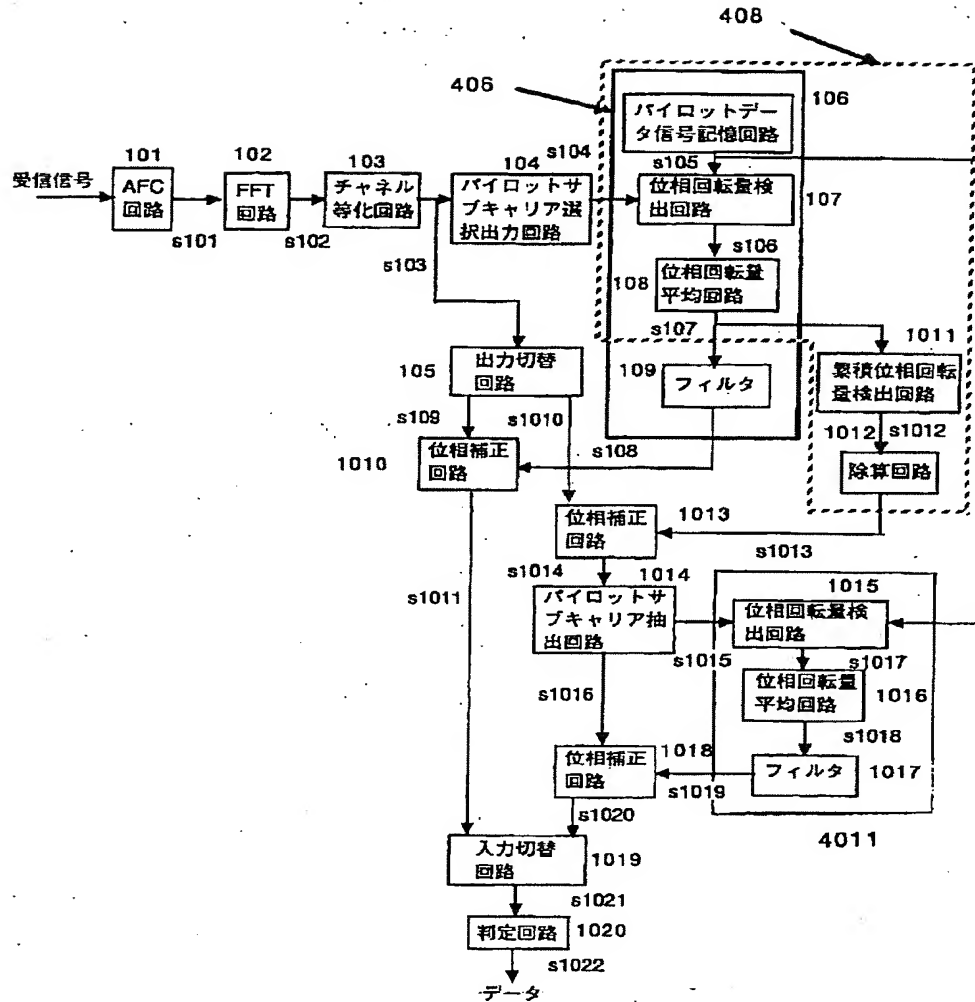 408
406
106
パイロットデー
タ信号記憶回路
s104
s105
101
102
103
104
受信信号
AFC
回路
FFT
回路
チャネル
等化回路
パイロットサ
ブキャリア選
択出力回路
位相回転量検
出回路
107
s101
s102
s103
s106
108
位相回転量
平均回路
s107
1011
累積位相回転
量検出回路
105
出力切替
回路
109
フィルタ
s109
s1010
s108
1012
s1012
1010
位相補正
回路
除算回路
位相補正
回路
1013
s1013
s1014
1014
1015
s1011
パイロットサ
ブキャリア抽
出回路
位相回転量検
出回路
s1015
s1017
s1016
位相回転量
平均回路
1016
s1018
位相補正
回路
1018
フィルタ
1017
s1019
s1020
4011
入力切替
回路
1019
s1021
判定回路
1020
s1022
データ